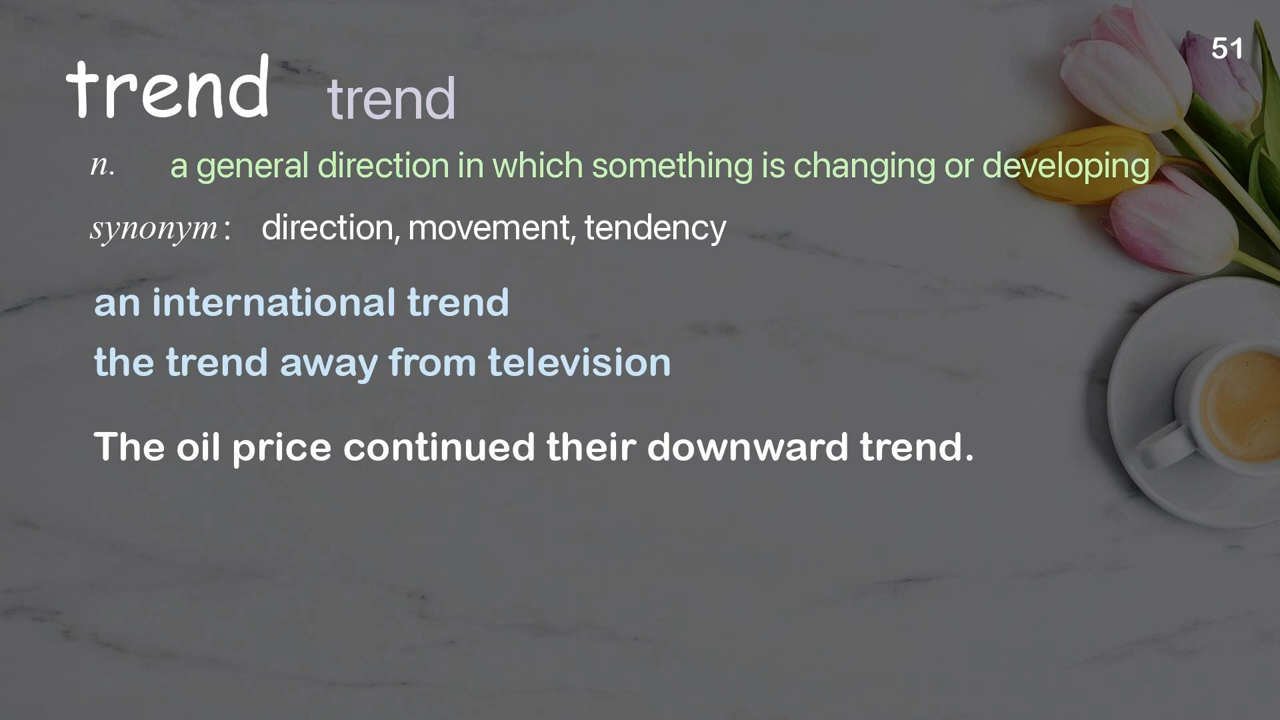 51
trend trend
n. a general direction in which something is changing or developing
synonym : direction, movement, tendency
an international trend
the trend away from television
The oil price continued their downward trend.